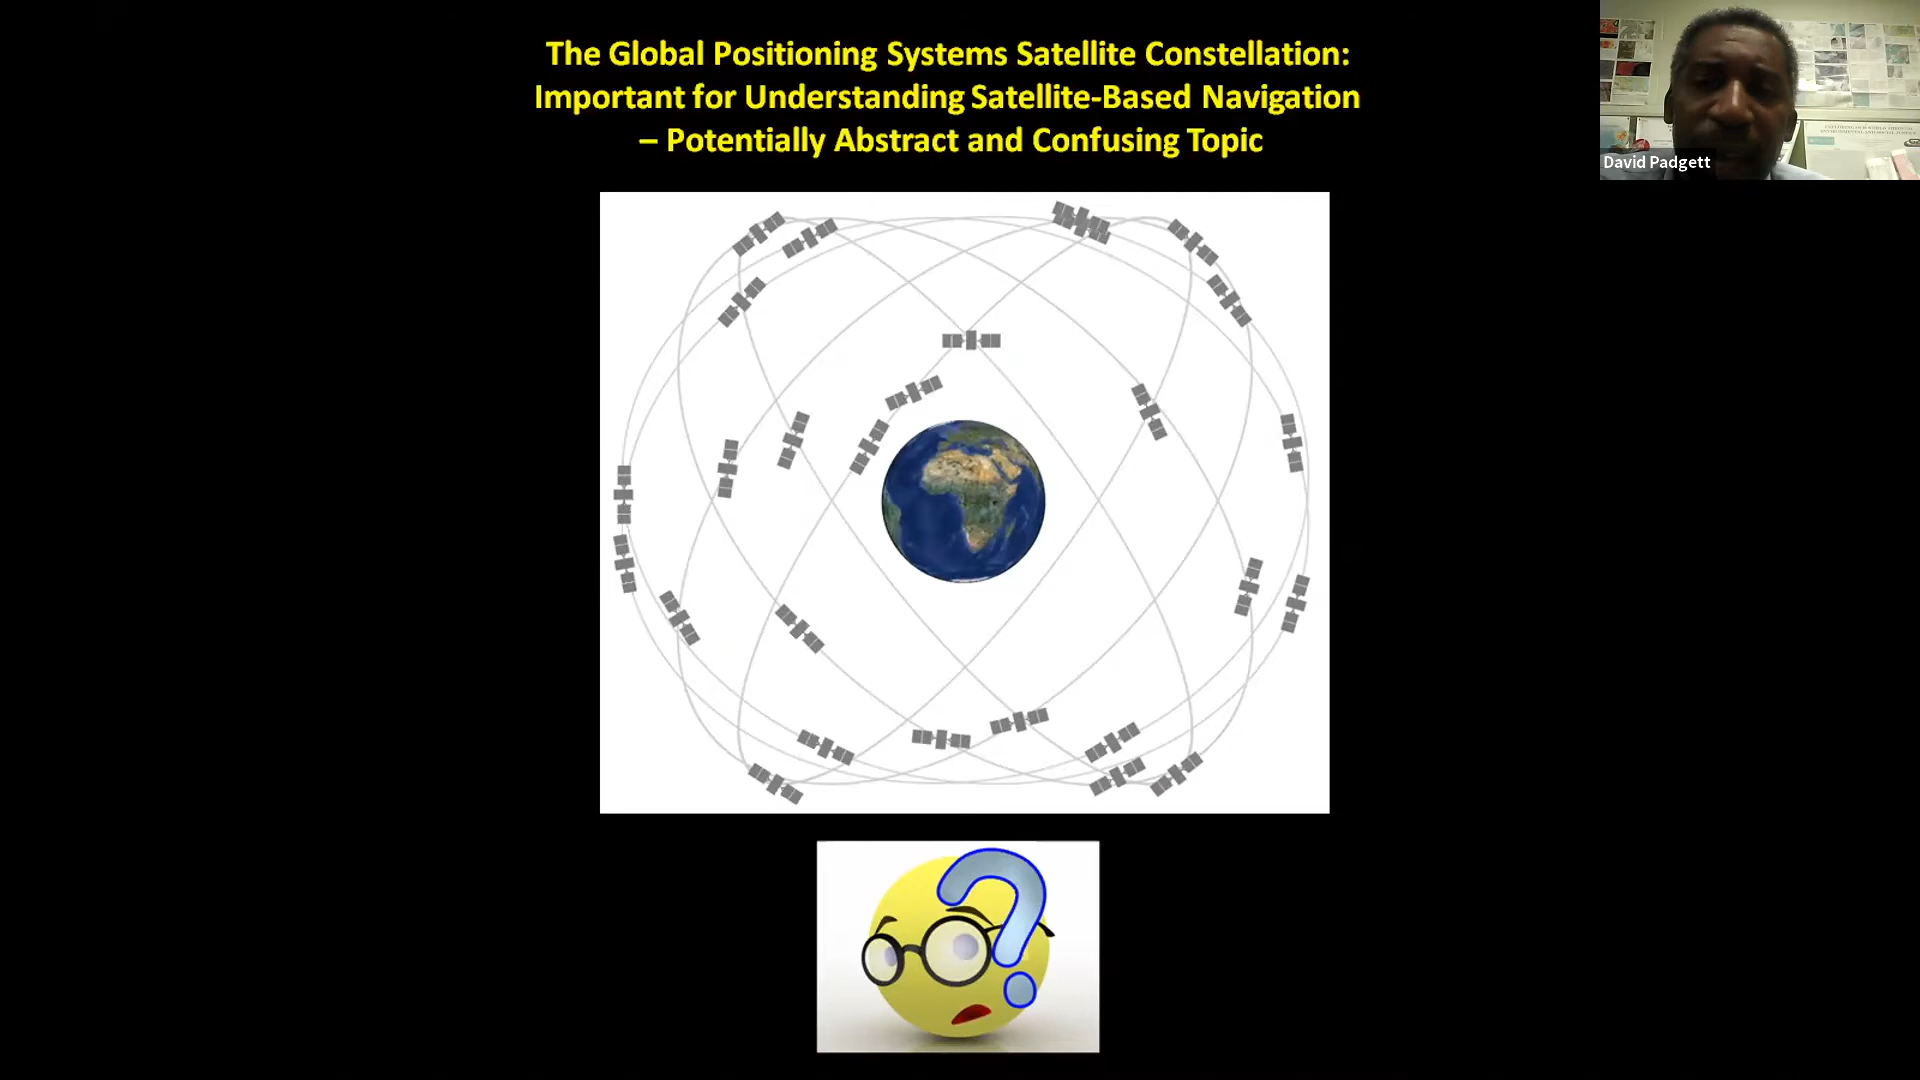 The Global Positioning Systems Satellite Constellation:
Important for Understanding Satellite-Based Navigation
– Potentially Abstract and Confusing Topic
David Padgett